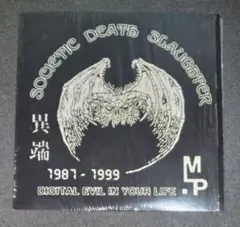 SOCIETIC DEATH SLAUGHTER
異端
1987 - 1999
M.P
DIGITAL EVIL IN YOUR LIFE